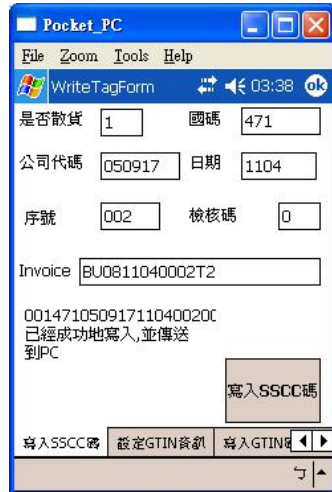 Pocket_PC
File Zoom Tools Help
WriteTagForm 03:38 ok
是否散貨 1 國碼 471
公司代碼 050917 日期 1104
序號 002 檢核碼 0
Invoice BU0811040002T2
00147105091711040020
已經成功地寫入,並傳送
到PC
寫入SSCC碼
寫入SSCC碼 設定GTIN資訊 寫入GTIN
ㄅ